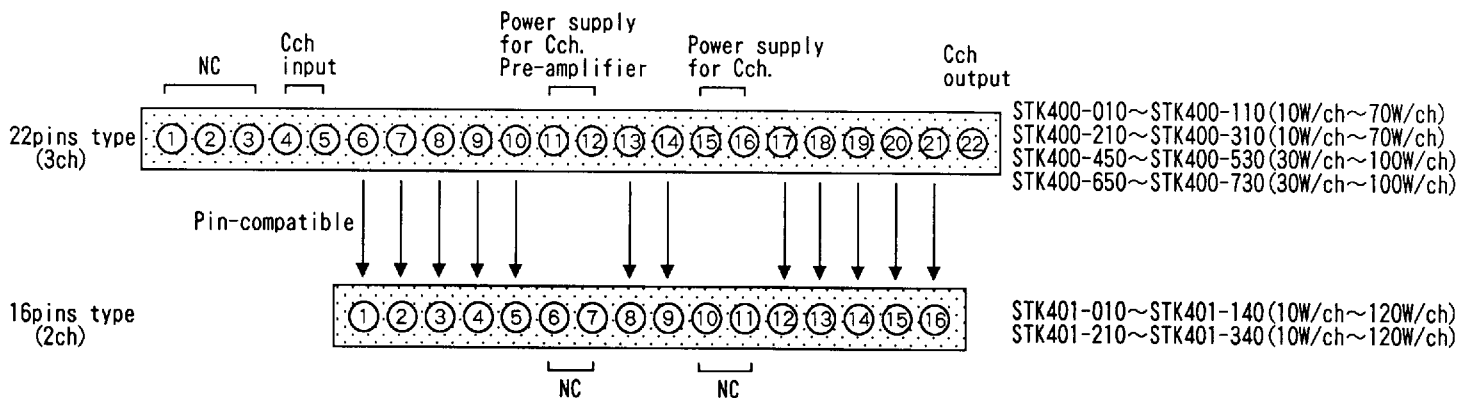 Power supply
for Cch.
Pre-amplifier
Cch
input
NC
Power supply
for Cch.
Cch
output
22pins type
(3ch)
1 2 3 4 5 6 7 8 9 10 11 12 13 14 15 16 17 18 19 20 21 22
STK400-010~STK400-110(10W/ch~70W/ch)
STK400-210~STK400-310(10W/ch~70W/ch)
STK400-450~STK400-530(30W/ch~100W/ch)
STK400-650~STK400-730(30W/ch~100W/ch)
Pin-compatible
16pins type
(2ch)
1 2 3 4 5 6 7 8 9 10 11 12 13 14 15 16
STK401-010~STK401-140(10W/ch~120W/ch)
STK401-210~STK401-340(10W/ch~120W/ch)
NC
NC